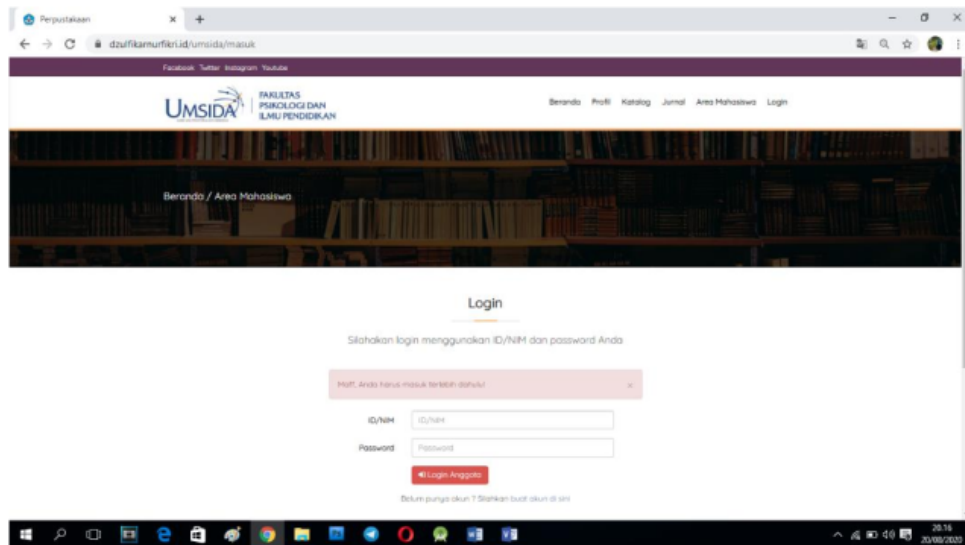 Perpustakaan
dzulfikarnurfikri.id/umsida/masuk
Facebook Twitter Instagram Youtube
UMSIDA
FAKULTAS
PSIKOLOGI DAN
ILMU PENDIDIKAN
Beranda Profil Katalog Jurnal Area Mahasiswa Login
Beranda / Area Mahasiswa
Login
Silahakan login menggunakan ID/NIM dan password Anda
Maff, Anda harus masuk terlebih dahulu!
ID/NIM ID/NIM
Password Password
Login Anggota
Belum punya akun ? Silahkan buat akun di sini
20.16
20/08/2020